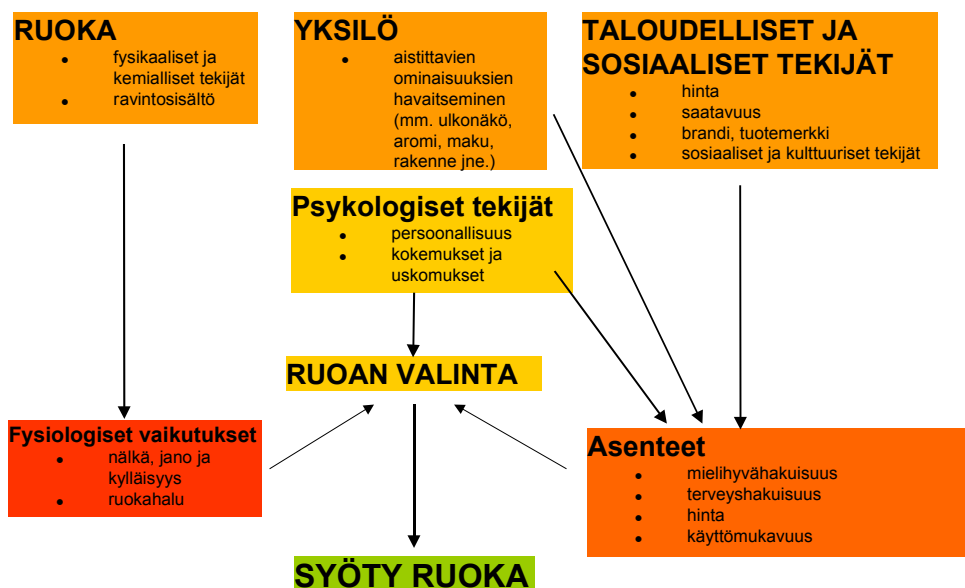 RUOKA
fysikaaliset ja
kemialliset tekijät
ravintosisältö
YKSILÖ
aistittavien
ominaisuuksien
havaitseminen
(mm. ulkonäkö,
aromi, maku,
rakenne jne.)
TALOUDELLISET JA
SOSIAALISET TEKIJÄT
hinta
saatavuus
brandi, tuotemerkki
sosiaaliset ja kulttuuriset tekijät
Psykologiset tekijät
persoonallisuus
kokemukset ja
uskomukset
RUOAN VALINTA
Fysiologiset vaikutukset
nälkä, jano ja
kylläisyys
ruokahalu
Asenteet
mielihyvähakuisuus
terveyshakuisuus
hinta
käyttömukavuus
SYÖTY RUOKA